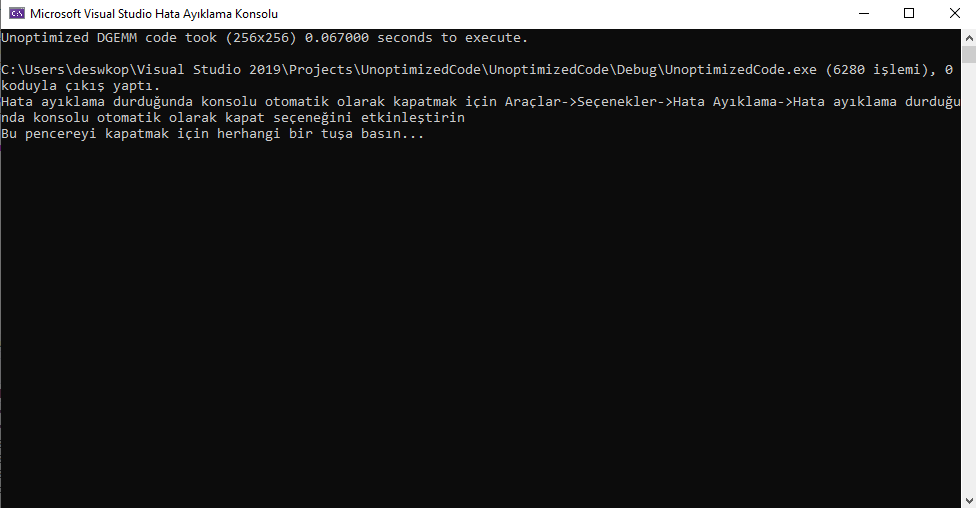 Microsoft Visual Studio Hata Ayıklama Konsolu
Unoptimized DGEMM code took (256x256) 0.067000 seconds to execute.
C:\Users\deswkop\Visual Studio 2019\Projects\UnoptimizedCode\UnoptimizedCode\Debug\UnoptimizedCode.exe (6280 işlemi), 0
koduyla çıkış yaptı.
Hata ayıklama durduğunda konsolu otomatik olarak kapatmak için Araçlar->Seçenekler->Hata Ayıklama->Hata ayıklama durduğu
nda konsolu otomatik olarak kapat seçeneğini etkinleştirin
Bu pencereyi kapatmak için herhangi bir tuşa basın...